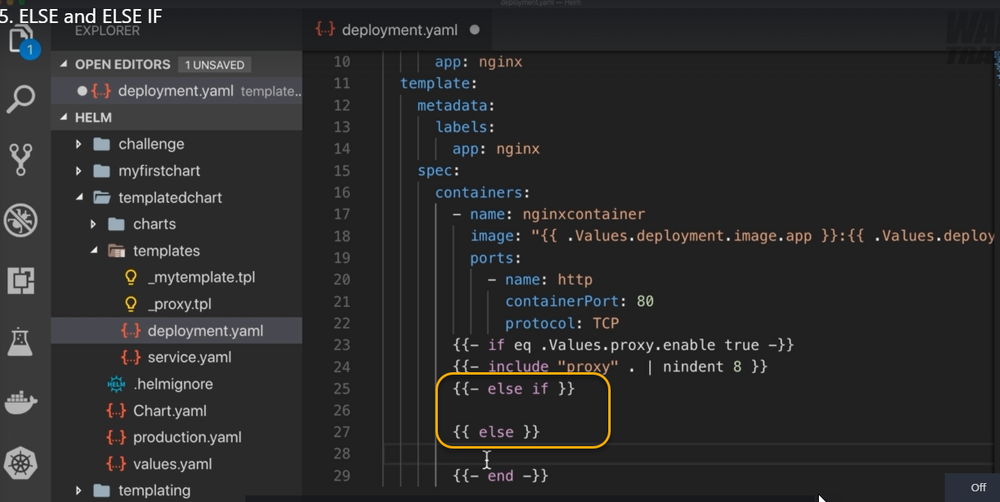 deployment.yaml — Helm
5. ELSE and ELSE IF
EXPLORER
1
OPEN EDITORS 1 UNSAVED
{..} deployment.yaml template..
HELM
challenge
myfirstchart
templatedchart
charts
templates
_mytemplate.tpl
_proxy.tpl
{..} deployment.yaml
{..} service.yaml
HELM .helmignore
{..} Chart.yaml
{..} production.yaml
{..} values.yaml
templating
{..} deployment.yaml
10 app: nginx
11 template:
12 metadata:
13 labels:
14 app: nginx
15 spec:
16 containers:
17 - name: nginxcontainer
18 image: "{{ .Values.deployment.image.app }}:{{ .Values.deploy
19 ports:
20 - name: http
21 containerPort: 80
22 protocol: TCP
23 {{- if eq .Values.proxy.enable true -}}
24 {{- include "proxy" . | nindent 8 }}
25 {{- else if }}
26
27 {{ else }}
28
29 {{- end -}}
Off